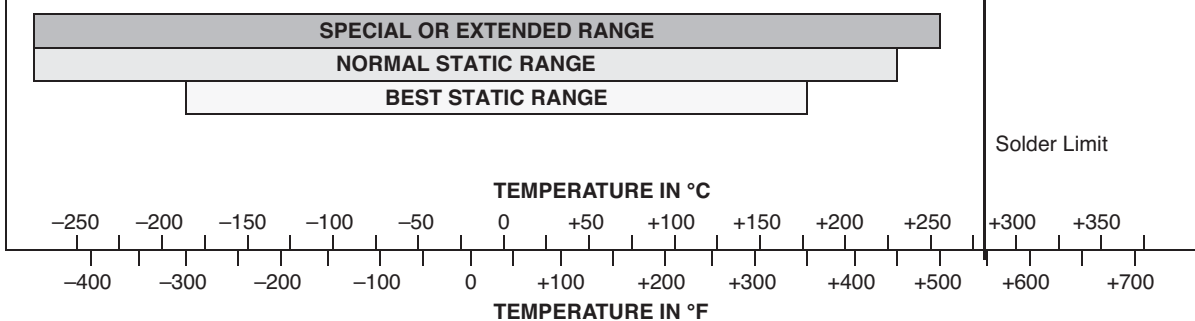 SPECIAL OR EXTENDED RANGE
NORMAL STATIC RANGE
BEST STATIC RANGE
Solder Limit
TEMPERATURE IN °C
–250 –200 –150 –100 –50 0 +50 +100 +150 +200 +250 +300 +350
–400 –300 –200 –100 0 +100 +200 +300 +400 +500 +600 +700
TEMPERATURE IN °F